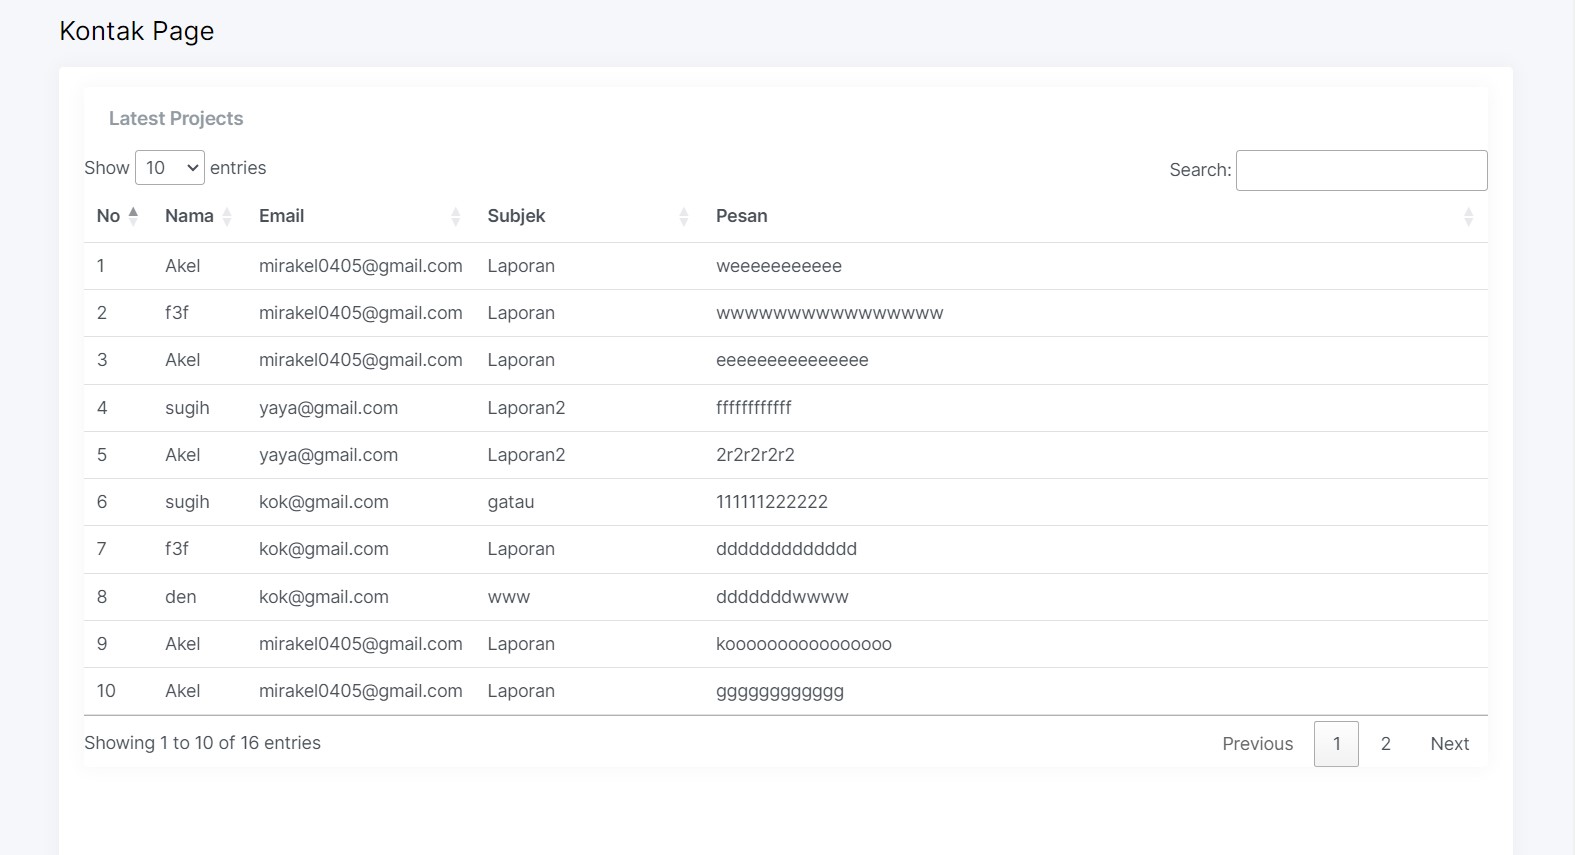 Kontak Page
Latest Projects
Show 10 entries Search:
No Nama Email Subjek Pesan
1 Akel mirakel0405@gmail.com Laporan weeeeeeeeeee
2 f3f mirakel0405@gmail.com Laporan wwwwwwwwwwwwwwww
3 Akel mirakel0405@gmail.com Laporan eeeeeeeeeeeeeee
4 sugih yaya@gmail.com Laporan2 ffffffffffff
5 Akel yaya@gmail.com Laporan2 2r2r2r2r2
6 sugih kok@gmail.com gatau 111111222222
7 f3f kok@gmail.com Laporan ddddddddddddd
8 den kok@gmail.com www dddddddwwww
9 Akel mirakel0405@gmail.com Laporan koooooooooooooooo
10 Akel mirakel0405@gmail.com Laporan gggggggggggg
Showing 1 to 10 of 16 entries Previous 1 2 Next